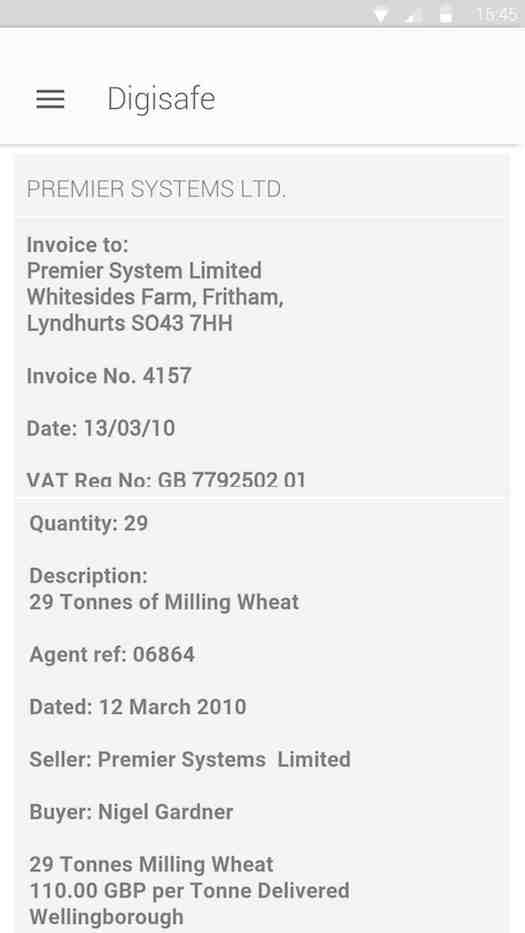 15:45
Digisafe
PREMIER SYSTEMS LTD.
Invoice to:
Premier System Limited
Whitesides Farm, Fritham,
Lyndhurts SO43 7HH
Invoice No. 4157
Date: 13/03/10
VAT Reg No: GB 7792502 01
Quantity: 29
Description:
29 Tonnes of Milling Wheat
Agent ref: 06864
Dated: 12 March 2010
Seller: Premier Systems  Limited
Buyer: Nigel Gardner
29 Tonnes Milling Wheat
110.00 GBP per Tonne Delivered
Wellingborough